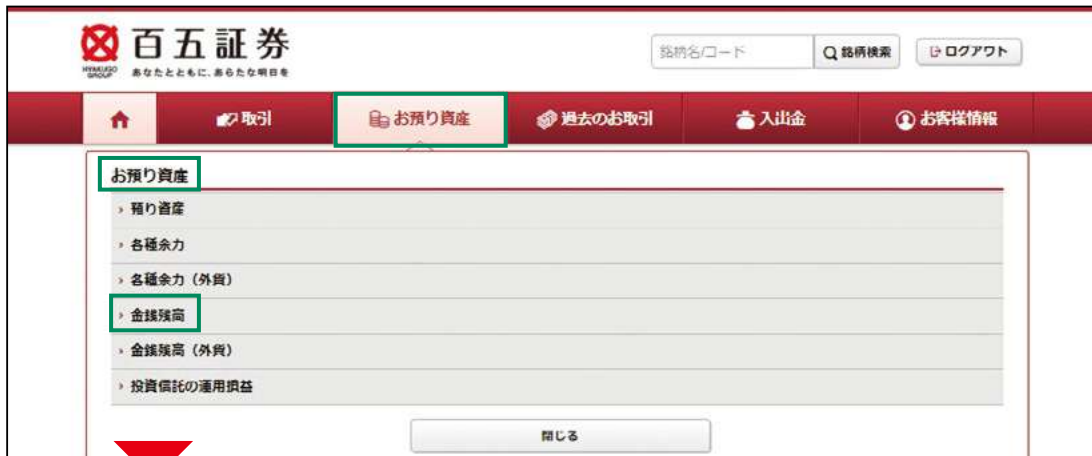 百五証券
HYAKUGO GROUP
あなたとともに、あらたな明日を
銘柄名/コード
銘柄検索
ログアウト
取引
お預り資産
過去のお取引
入出金
お客様情報
お預り資産
預り資産
各種余力
各種余力（外貨）
金銭残高
金銭残高（外貨）
投資信託の運用損益
閉じる